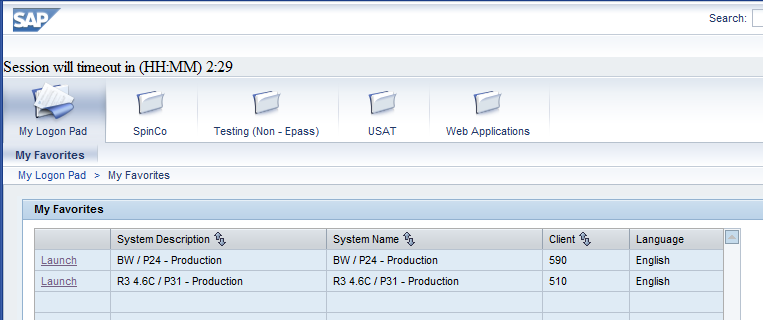 SAP
Search:
Session will timeout in (HH:MM) 2:29
My Logon Pad SpinCo Testing (Non - Epass) USAT Web Applications
My Favorites
My Logon Pad > My Favorites
My Favorites
System Description System Name Client Language
Launch BW / P24 - Production BW / P24 - Production 590 English
Launch R3 4.6C / P31 - Production R3 4.6C / P31 - Production 510 English